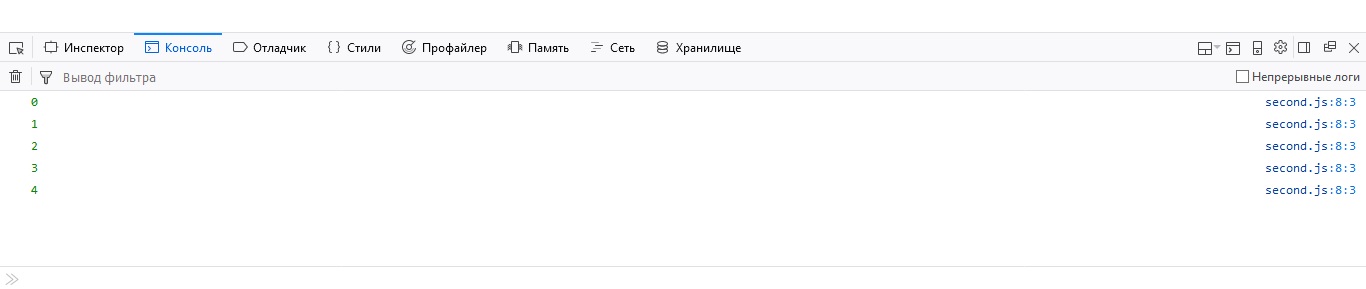 Инспектор Консоль Отладчик Стили Профайлер Память Сеть Хранилище
Вывод фильтра Непрерывные логи
0 second.js:8:3
1 second.js:8:3
2 second.js:8:3
3 second.js:8:3
4 second.js:8:3